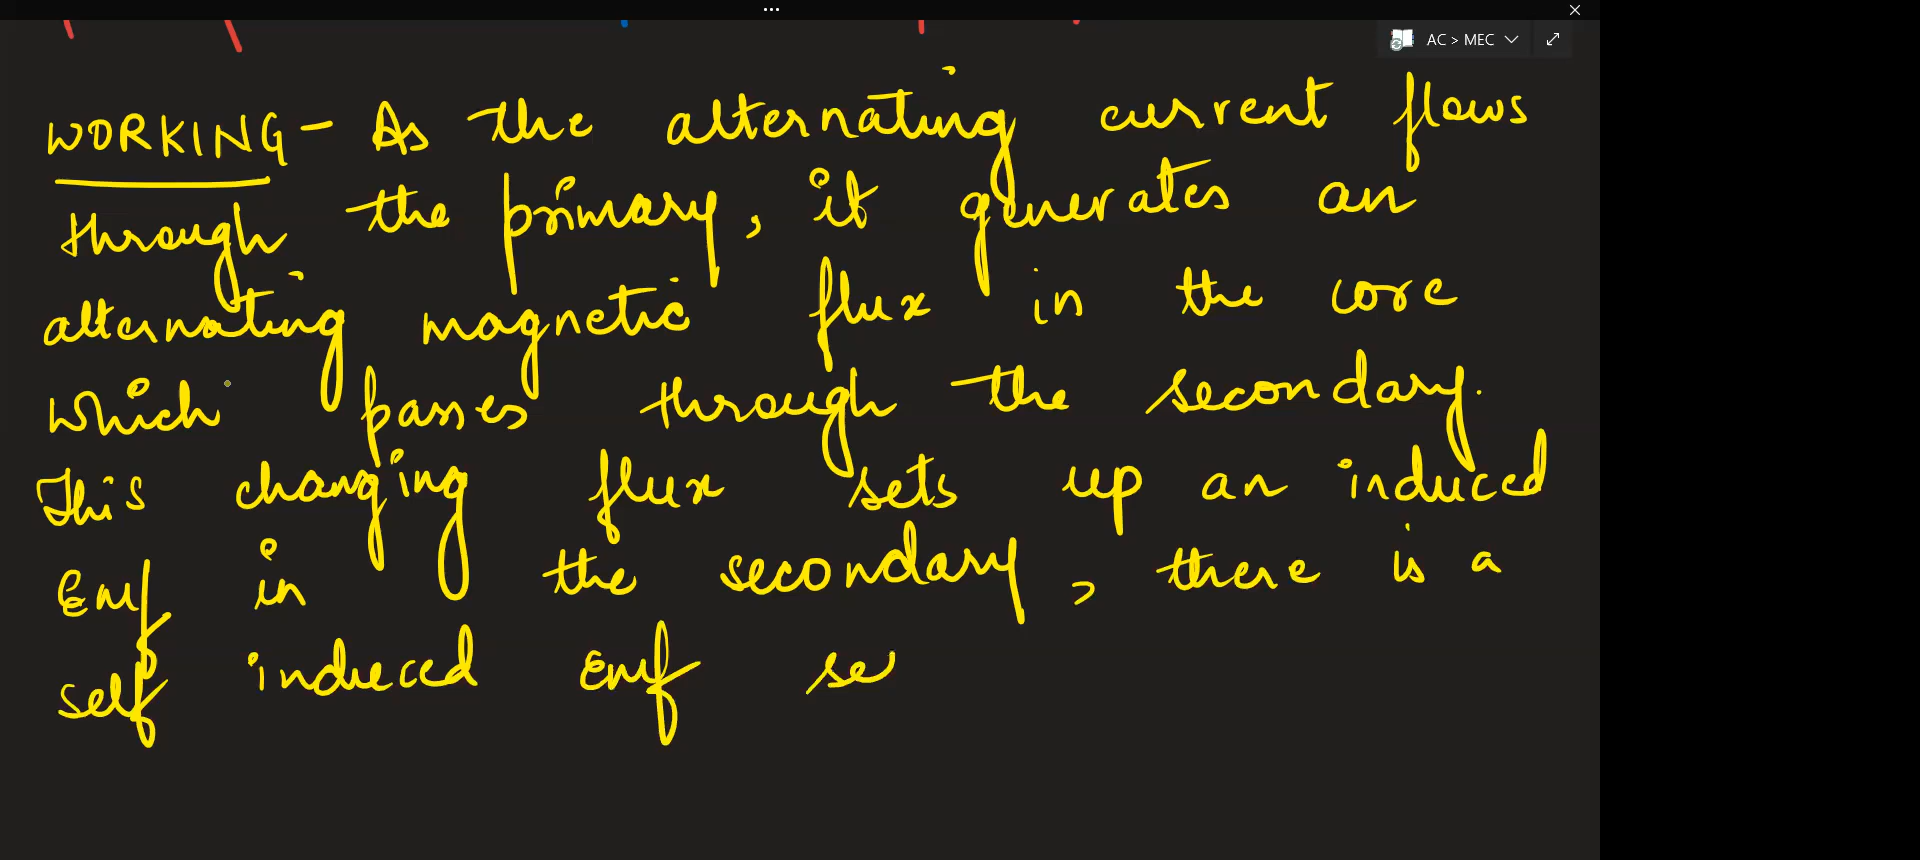 AC > MEC
WORKING - As the alternating current flows
through the primary, it generates an
alternating magnetic flux in the core
which passes through the secondary.
This changing flux sets up an induced
Emf in the secondary, there is a
self induced Emf se